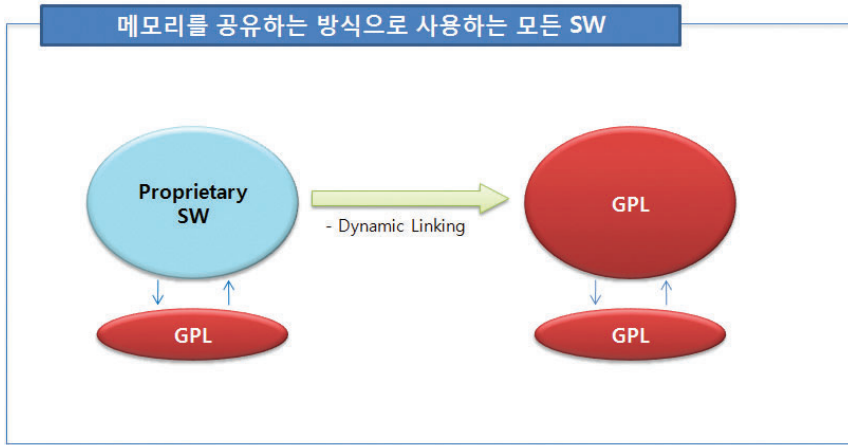 메모리를 공유하는 방식으로 사용하는 모든 SW
Proprietary
SW
GPL
- Dynamic Linking
GPL
GPL